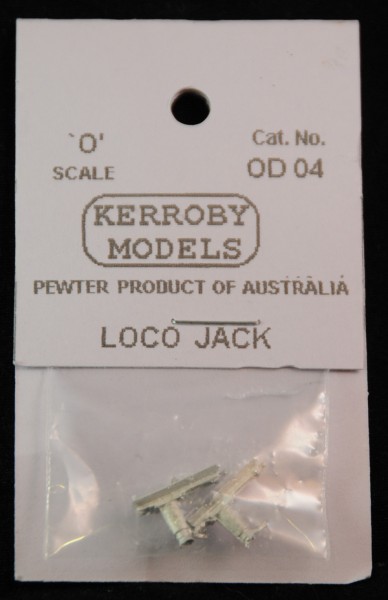 `O' Cat. No.
SCALE OD 04
KERROBY
MODELS
PEWTER PRODUCT OF AUSTRALIA
LOCO JACK